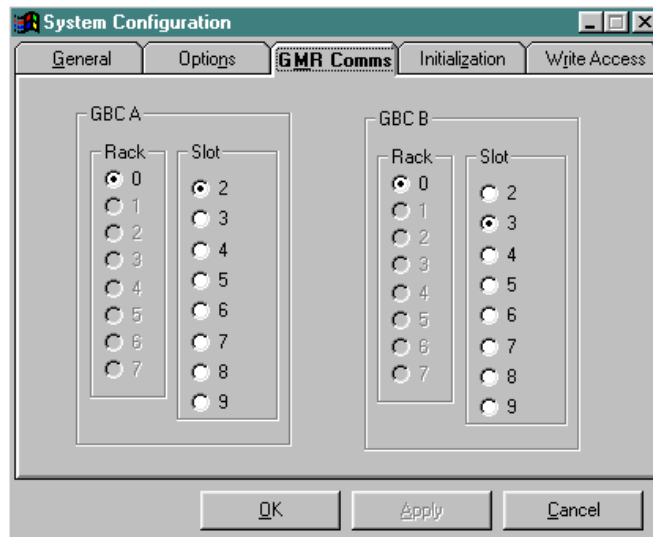 System Configuration
General Options GMR Comms Initialization Write Access
GBC A GBC B
Rack Slot Rack Slot
0 2 0 2
1 3 1 3
2 4 2 4
3 5 3 5
4 6 4 6
5 7 5 7
6 8 6 8
7 9 7 9
OK Apply Cancel